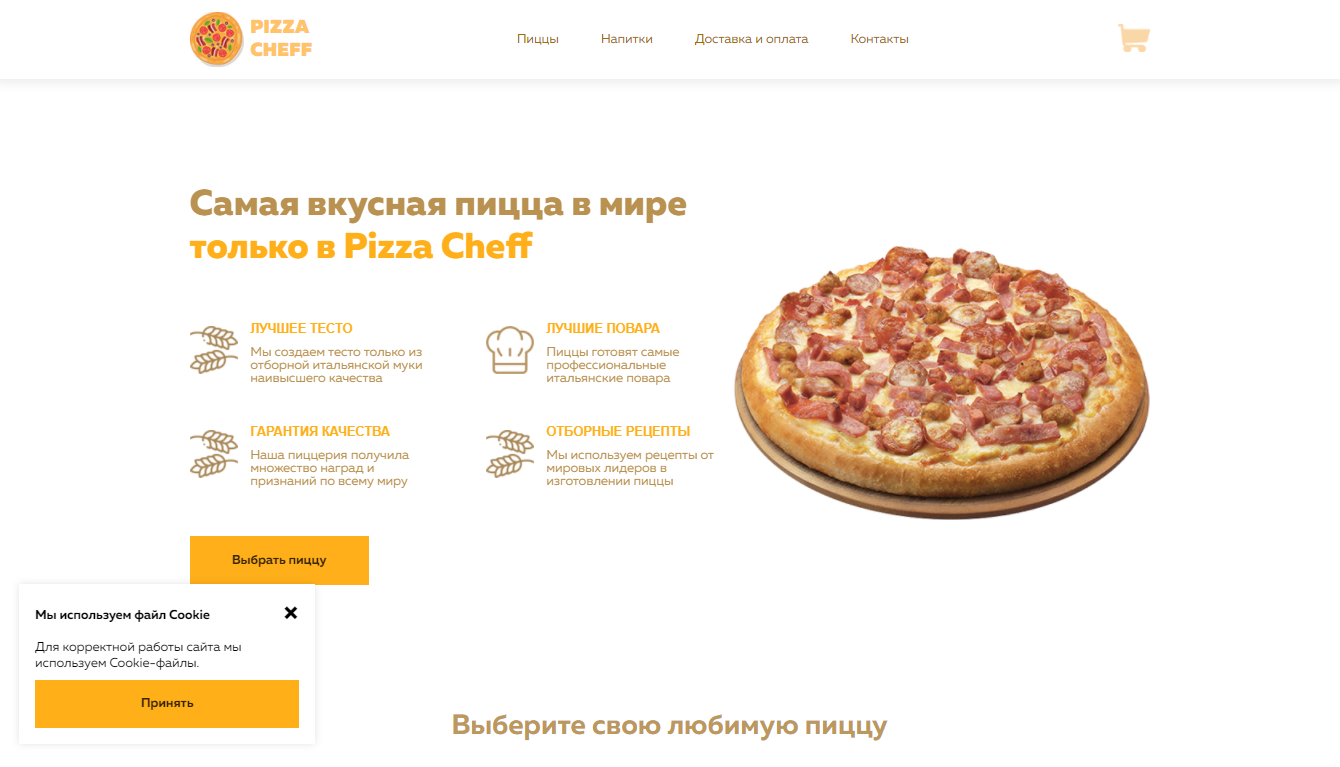 PIZZA
CHEFF
Пиццы
Напитки
Доставка и оплата
Контакты
Самая вкусная пицца в мире
только в Pizza Cheff
ЛУЧШЕЕ ТЕСТО
Мы создаем тесто только из
отборной итальянской муки
наивысшего качества
ЛУЧШИЕ ПОВАРА
Пиццы готовят самые
профессиональные
итальянские повара
ГАРАНТИЯ КАЧЕСТВА
Наша пиццерия получила
множество наград и
признаний по всему миру
ОТБОРНЫЕ РЕЦЕПТЫ
Мы используем рецепты от
мировых лидеров в
изготовлении пиццы
Выбрать пиццу
Мы используем файл Cookie
Для корректной работы сайта мы
используем Cookie-файлы.
Принять
Выберите свою любимую пиццу